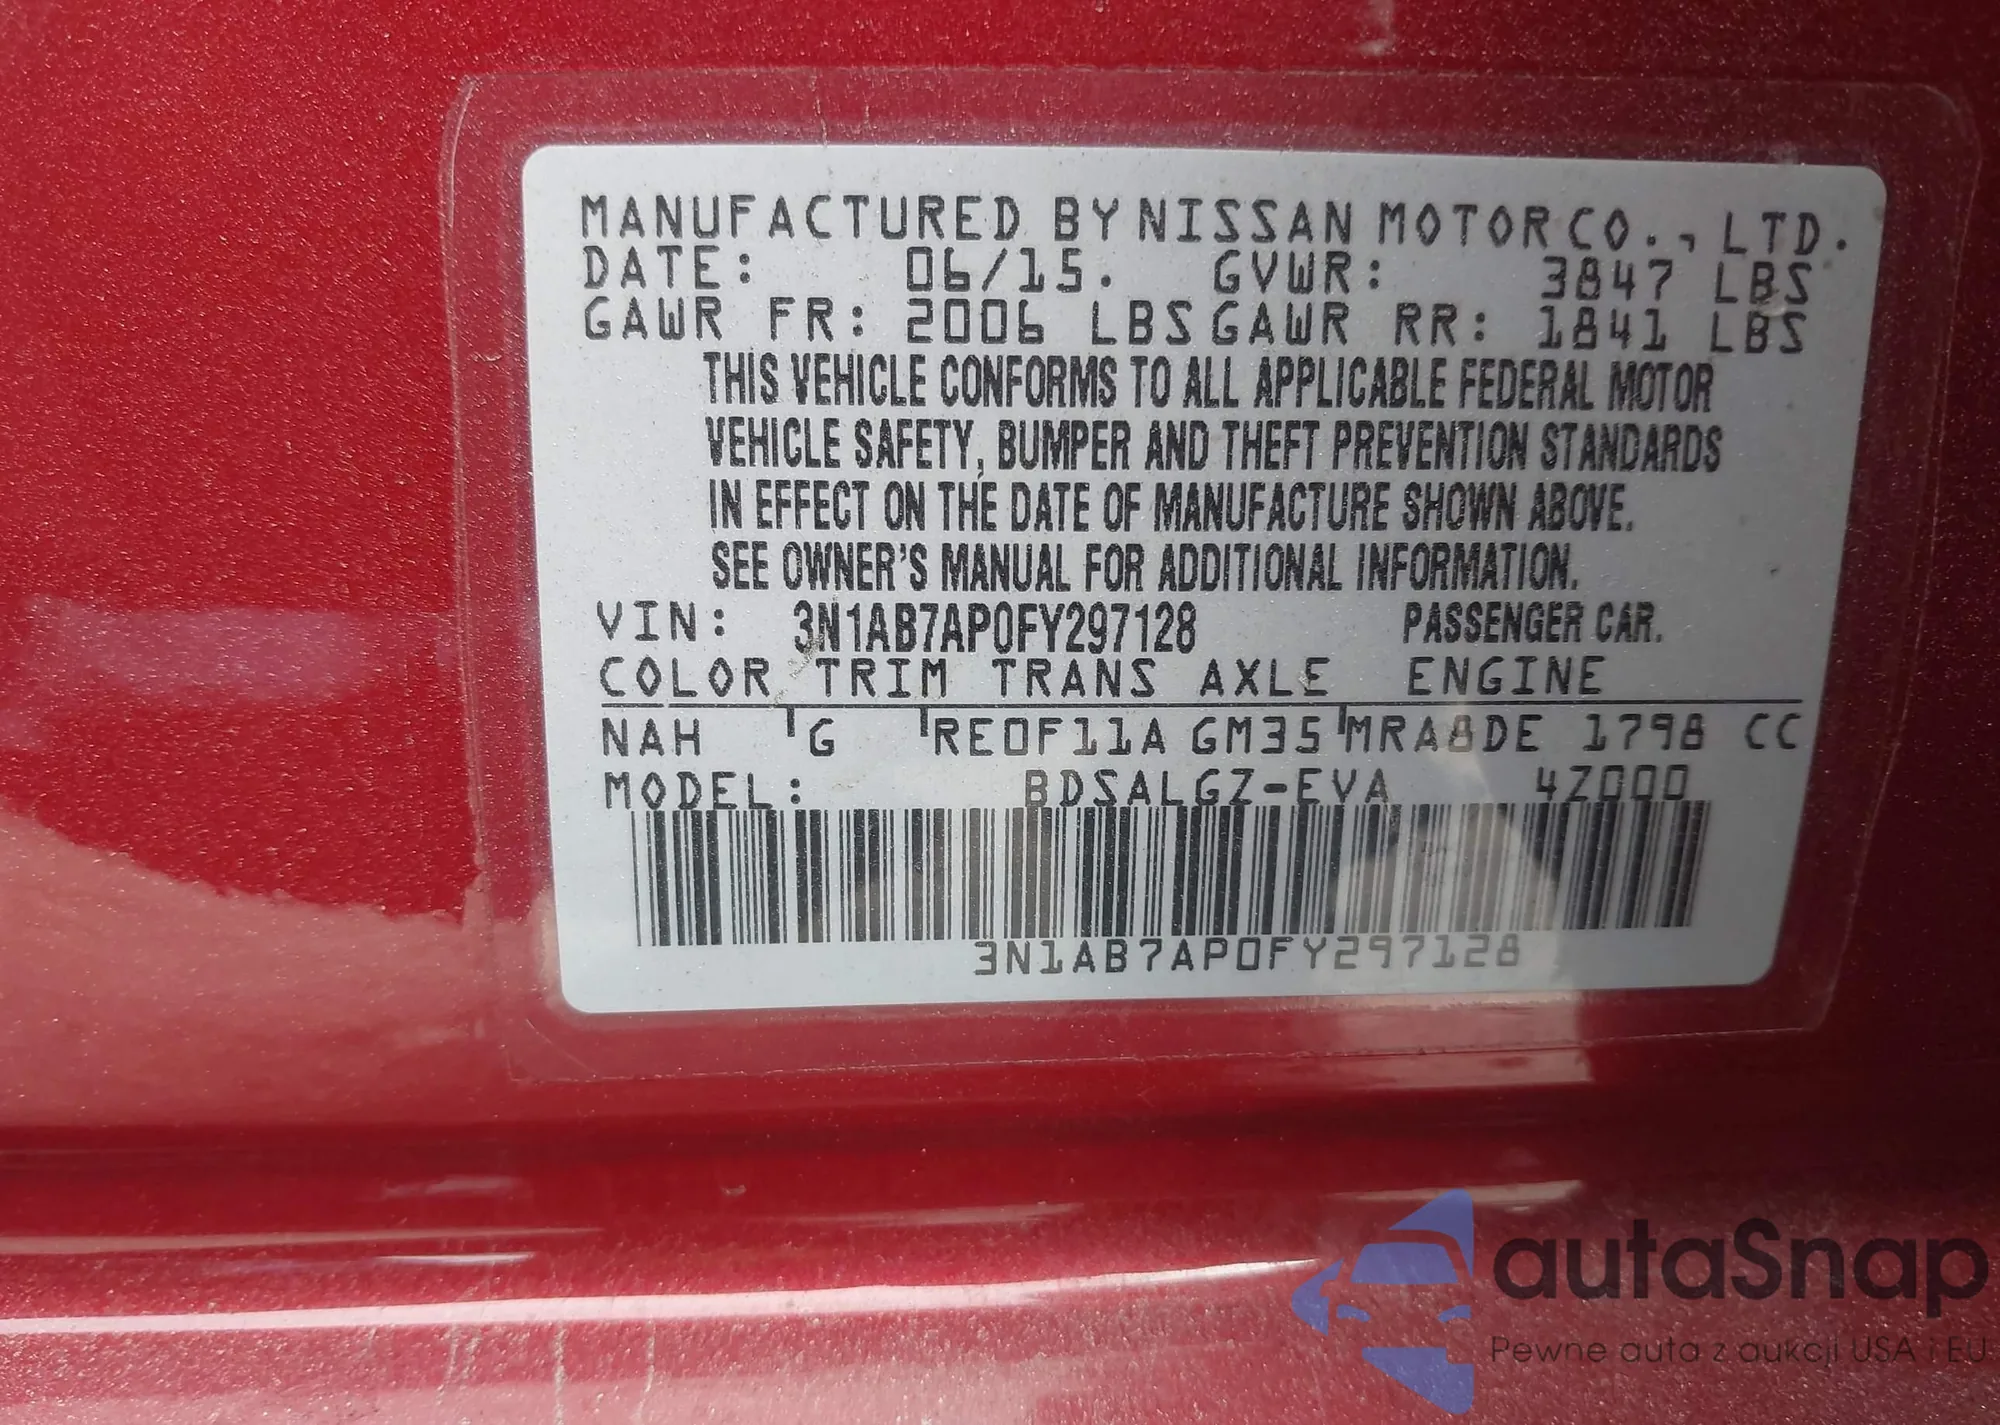 MANUFACTURED BY NISSAN MOTOR CO., LTD.
DATE: 06/15. GVWR: 3847 LBS
GAWR FR: 2006 LBS GAWR RR: 1841 LBS
THIS VEHICLE CONFORMS TO ALL APPLICABLE FEDERAL MOTOR
VEHICLE SAFETY, BUMPER AND THEFT PREVENTION STANDARDS
IN EFFECT ON THE DATE OF MANUFACTURE SHOWN ABOVE.
SEE OWNER'S MANUAL FOR ADDITIONAL INFORMATION.
VIN: 3N1AB7AP0FY297128 PASSENGER CAR.
COLOR TRIM TRANS AXLE ENGINE
NAH G RE0F11A GM35 MRA8DE 1798 CC
MODEL: BDSALGZ-EVA 4Z000
3N1AB7AP0FY297128
autoSnap
Pewne auta z aukcji USA i EU